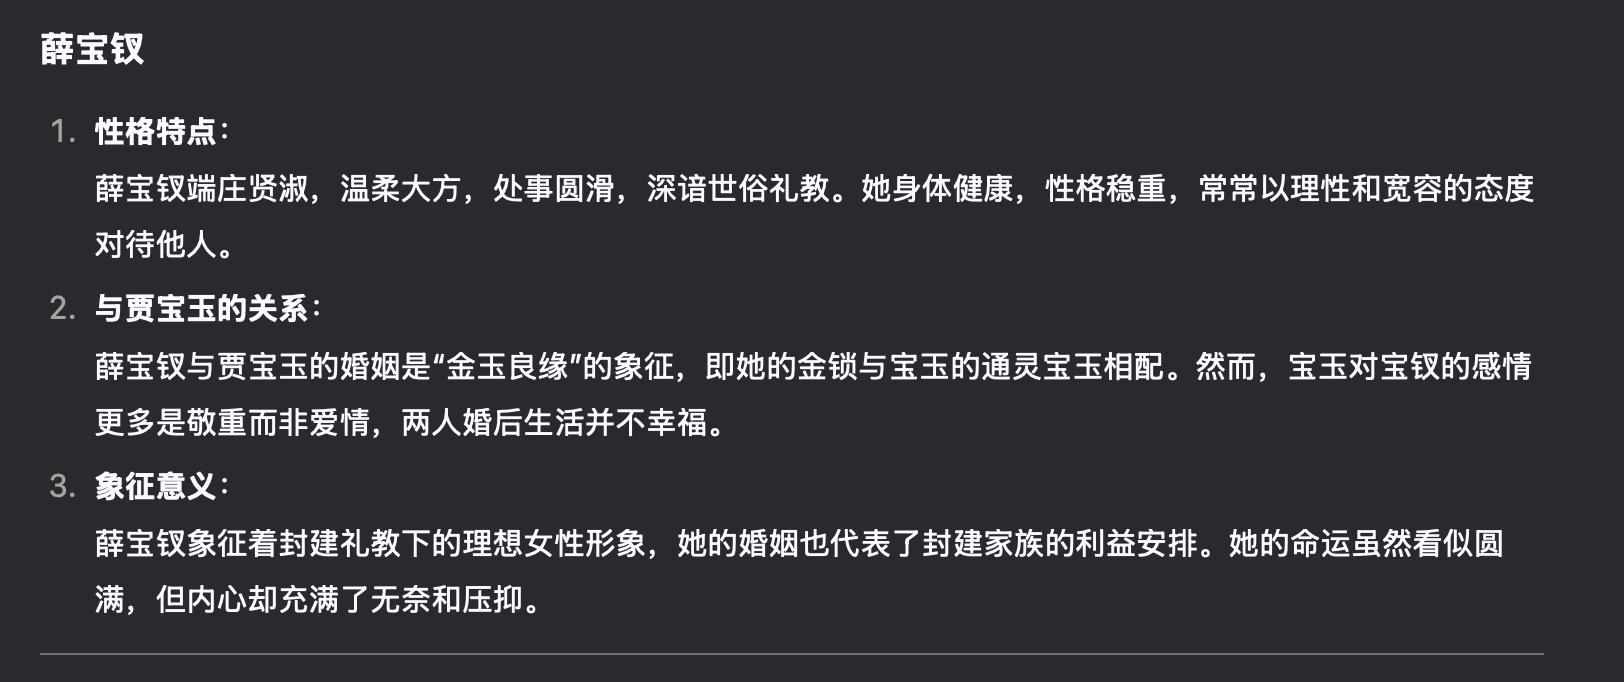 薛宝钗
1. 性格特点：
薛宝钗端庄贤淑，温柔大方，处事圆滑，深谙世俗礼教。她身体健康，性格稳重，常常以理性和宽容的态度
对待他人。
2. 与贾宝玉的关系：
薛宝钗与贾宝玉的婚姻是“金玉良缘”的象征，即她的金锁与宝玉的通灵宝玉相配。然而，宝玉对宝钗的感情
更多是敬重而非爱情，两人婚后生活并不幸福。
3. 象征意义：
薛宝钗象征着封建礼教下的理想女性形象，她的婚姻也代表了封建家族的利益安排。她的命运虽然看似圆
满，但内心却充满了无奈和压抑。